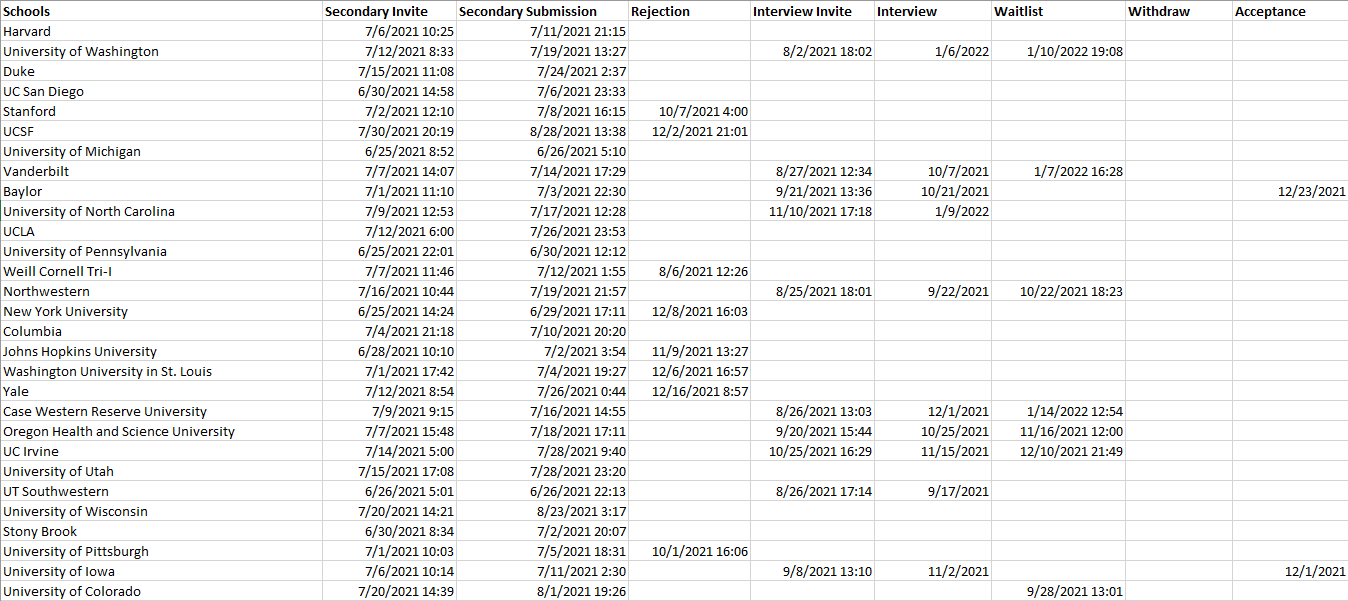 Schools Secondary Invite Secondary Submission Rejection Interview Invite Interview Waitlist Withdraw Acceptance
Harvard 7/6/2021 10:25 7/11/2021 21:15
University of Washington 7/12/2021 8:33 7/19/2021 13:27 8/2/2021 18:02 1/6/2022 1/10/2022 19:08
Duke 7/15/2021 11:08 7/24/2021 2:37
UC San Diego 6/30/2021 14:58 7/6/2021 23:33
Stanford 7/2/2021 12:10 7/8/2021 16:15 10/7/2021 4:00
UCSF 7/30/2021 20:19 8/28/2021 13:38 12/2/2021 21:01
University of Michigan 6/25/2021 8:52 6/26/2021 5:10
Vanderbilt 7/7/2021 14:07 7/14/2021 17:29 8/27/2021 12:34 10/7/2021 1/7/2022 16:28
Baylor 7/1/2021 11:10 7/3/2021 22:30 9/21/2021 13:36 10/21/2021 12/23/2021
University of North Carolina 7/9/2021 12:53 7/17/2021 12:28 11/10/2021 17:18 1/9/2022
UCLA 7/12/2021 6:00 7/26/2021 23:53
University of Pennsylvania 6/25/2021 22:01 6/30/2021 12:12
Weill Cornell Tri-I 7/7/2021 11:46 7/12/2021 1:55 8/6/2021 12:26
Northwestern 7/16/2021 10:44 7/19/2021 21:57 8/25/2021 18:01 9/22/2021 10/22/2021 18:23
New York University 6/25/2021 14:24 6/29/2021 17:11 12/8/2021 16:03
Columbia 7/4/2021 21:18 7/10/2021 20:20
Johns Hopkins University 6/28/2021 10:10 7/2/2021 3:54 11/9/2021 13:27
Washington University in St. Louis 7/1/2021 17:42 7/4/2021 19:27 12/6/2021 16:57
Yale 7/12/2021 8:54 7/26/2021 0:44 12/16/2021 8:57
Case Western Reserve University 7/9/2021 9:15 7/16/2021 14:55 8/26/2021 13:03 12/1/2021 1/14/2022 12:54
Oregon Health and Science University 7/7/2021 15:48 7/18/2021 17:11 9/20/2021 15:44 10/25/2021 11/16/2021 12:00
UC Irvine 7/14/2021 5:00 7/28/2021 9:40 10/25/2021 16:29 11/15/2021 12/10/2021 21:49
University of Utah 7/15/2021 17:08 7/28/2021 23:20
UT Southwestern 6/26/2021 5:01 6/26/2021 22:13 8/26/2021 17:14 9/17/2021
University of Wisconsin 7/20/2021 14:21 8/23/2021 3:17
Stony Brook 6/30/2021 8:34 7/2/2021 20:07
University of Pittsburgh 7/1/2021 10:03 7/5/2021 18:31 10/1/2021 16:06
University of Iowa 7/6/2021 10:14 7/11/2021 2:30 9/8/2021 13:10 11/2/2021 12/1/2021
University of Colorado 7/20/2021 14:39 8/1/2021 19:26 9/28/2021 13:01